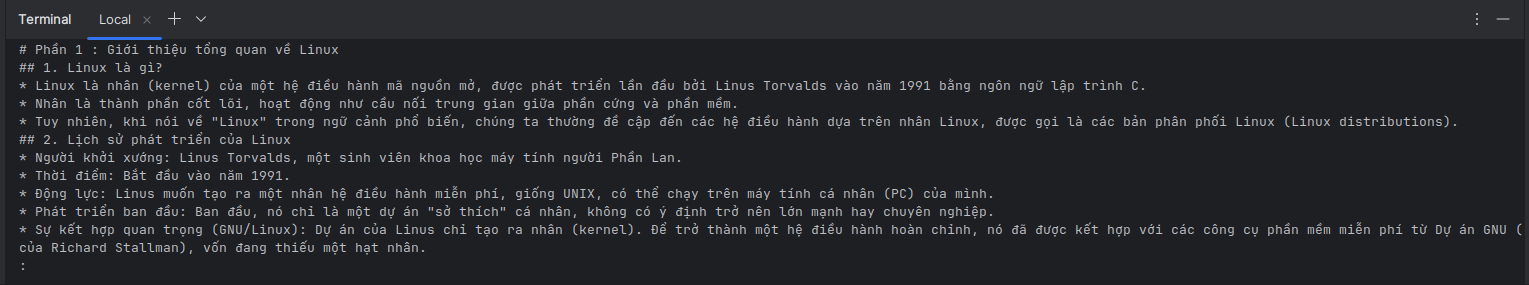 Terminal Local × +
# Phần 1 : Giới thiệu tổng quan về Linux
## 1. Linux là gì?
* Linux là nhân (kernel) của một hệ điều hành mã nguồn mở, được phát triển lần đầu bởi Linus Torvalds vào năm 1991 bằng ngôn ngữ lập trình C.
* Nhân là thành phần cốt lõi, hoạt động như cầu nối trung gian giữa phần cứng và phần mềm.
* Tuy nhiên, khi nói về "Linux" trong ngữ cảnh phổ biến, chúng ta thường đề cập đến các hệ điều hành dựa trên nhân Linux, được gọi là các bản phân phối Linux (Linux distributions).
## 2. Lịch sử phát triển của Linux
* Người khởi xướng: Linus Torvalds, một sinh viên khoa học máy tính người Phần Lan.
* Thời điểm: Bắt đầu vào năm 1991.
* Động lực: Linus muốn tạo ra một nhân hệ điều hành miễn phí, giống UNIX, có thể chạy trên máy tính cá nhân (PC) của mình.
* Phát triển ban đầu: Ban đầu, nó chỉ là một dự án "sở thích" cá nhân, không có ý định trở nên lớn mạnh hay chuyên nghiệp.
* Sự kết hợp quan trọng (GNU/Linux): Dự án của Linus chỉ tạo ra nhân (kernel). Để trở thành một hệ điều hành hoàn chỉnh, nó đã được kết hợp với các công cụ phần mềm miễn phí từ Dự án GNU (
của Richard Stallman), vốn đang thiếu một hạt nhân.
: